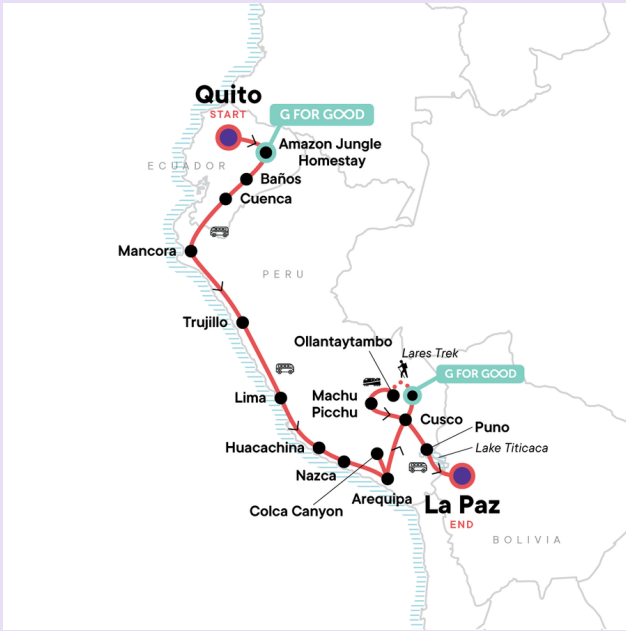 Quito
START
G FOR GOOD
Amazon Jungle
Homestay
ECUADOR
Baños
Cuenca
Mancora
PERU
Trujillo
Ollantaytambo
Lares Trek
G FOR GOOD
Lima
Machu
Picchu
Cusco
Puno
Huacachina
Lake Titicaca
Nazca
Arequipa
La Paz
Colca Canyon
END
BOLIVIA